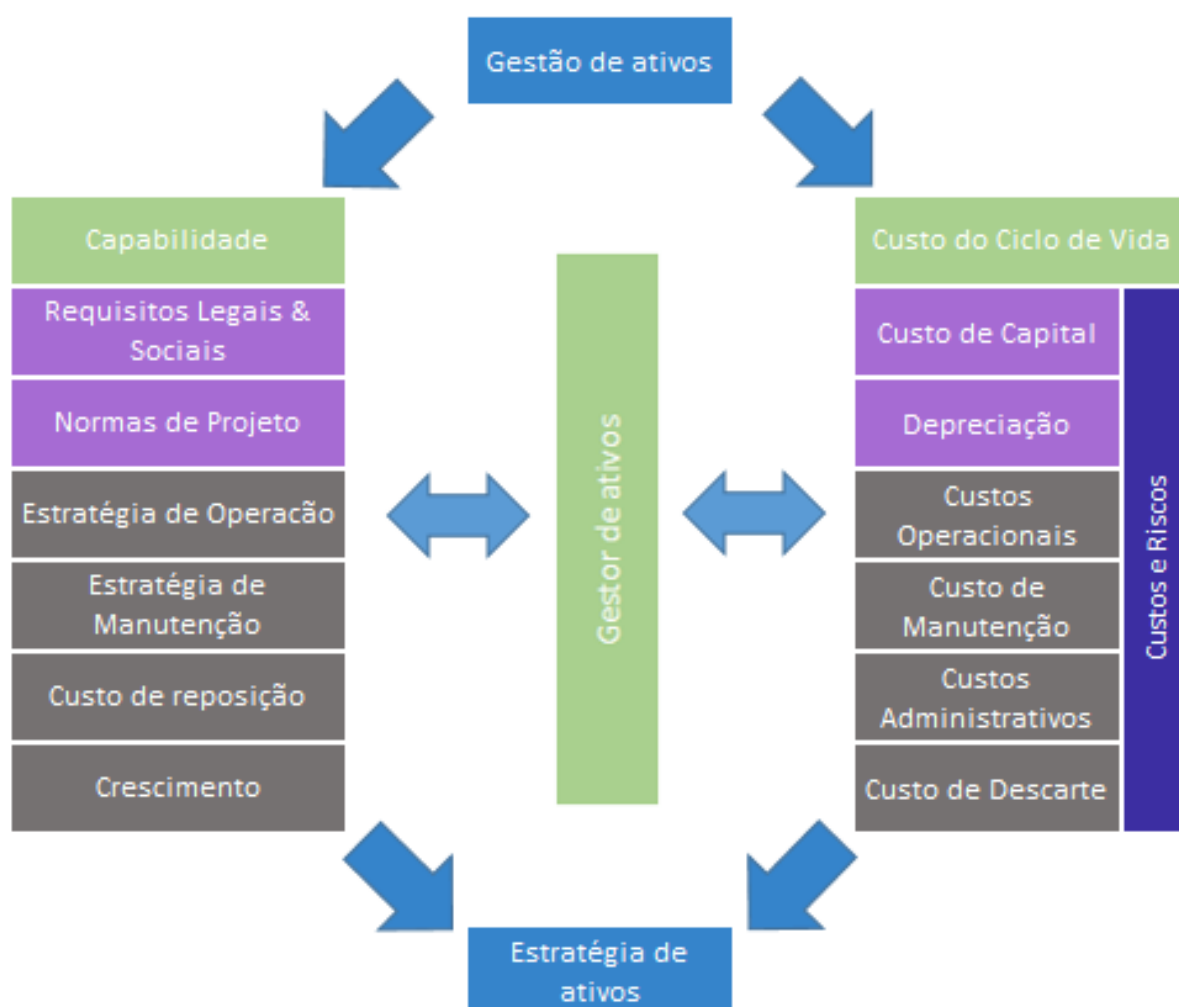 Gestão de ativos
Capabilidade
Requisitos Legais &
Sociais
Normas de Projeto
Estratégia de Operacão
Estratégia de
Manutenção
Custo de reposição
Crescimento
Gestor de ativos
Custo do Ciclo de Vida
Custo de Capital
Depreciação
Custos
Operacionais
Custo de
Manutenção
Custos
Administrativos
Custo de Descarte
Custos e Riscos
Estratégia de
ativos